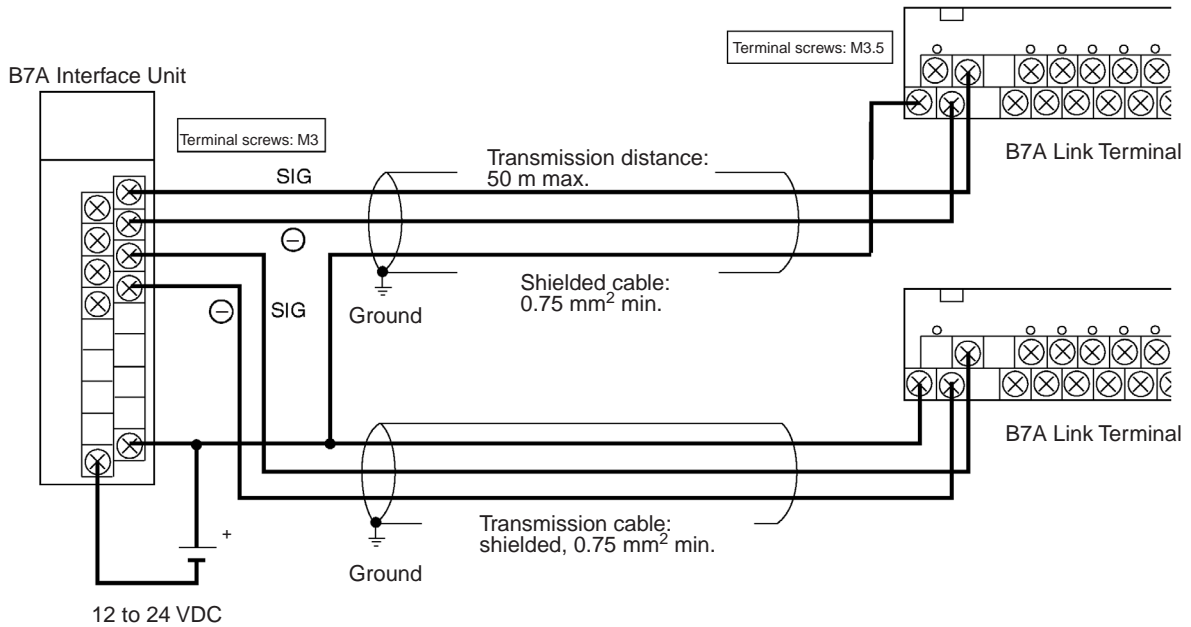 Terminal screws: M3.5
B7A Interface Unit
Terminal screws: M3
B7A Link Terminal
Transmission distance:
50 m max.
SIG
⊖
Shielded cable:
0.75 mm² min.
SIG
⊖
Ground
B7A Link Terminal
Transmission cable:
shielded, 0.75 mm² min.
+
Ground
12 to 24 VDC